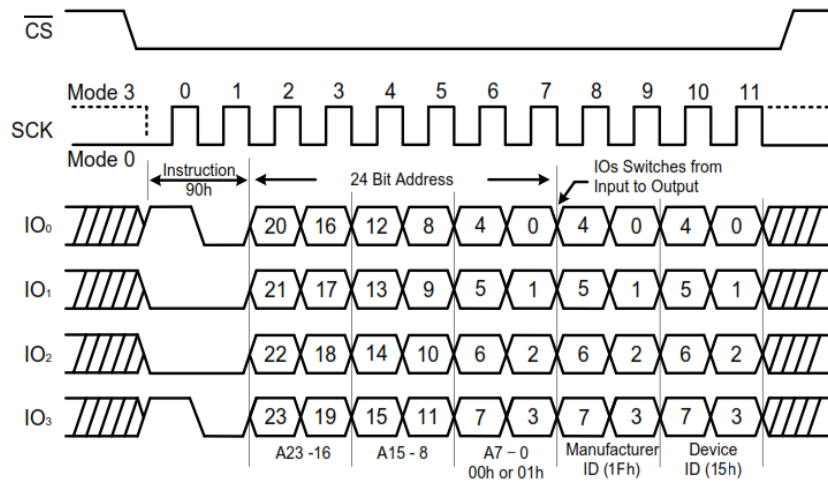 CS
Mode 3 0 1 2 3 4 5 6 7 8 9 10 11
SCK
Mode 0
Instruction
90h
24 Bit Address
IOs Switches from
Input to Output
IO₀ 20 16 12 8 4 0 4 0 4 0
IO₁ 21 17 13 9 5 1 5 1 5 1
IO₂ 22 18 14 10 6 2 6 2 6 2
IO₃ 23 19 15 11 7 3 7 3 7 3
A23 -16 A15 - 8 A7 – 0 Manufacturer Device
00h or 01h ID (1Fh) ID (15h)